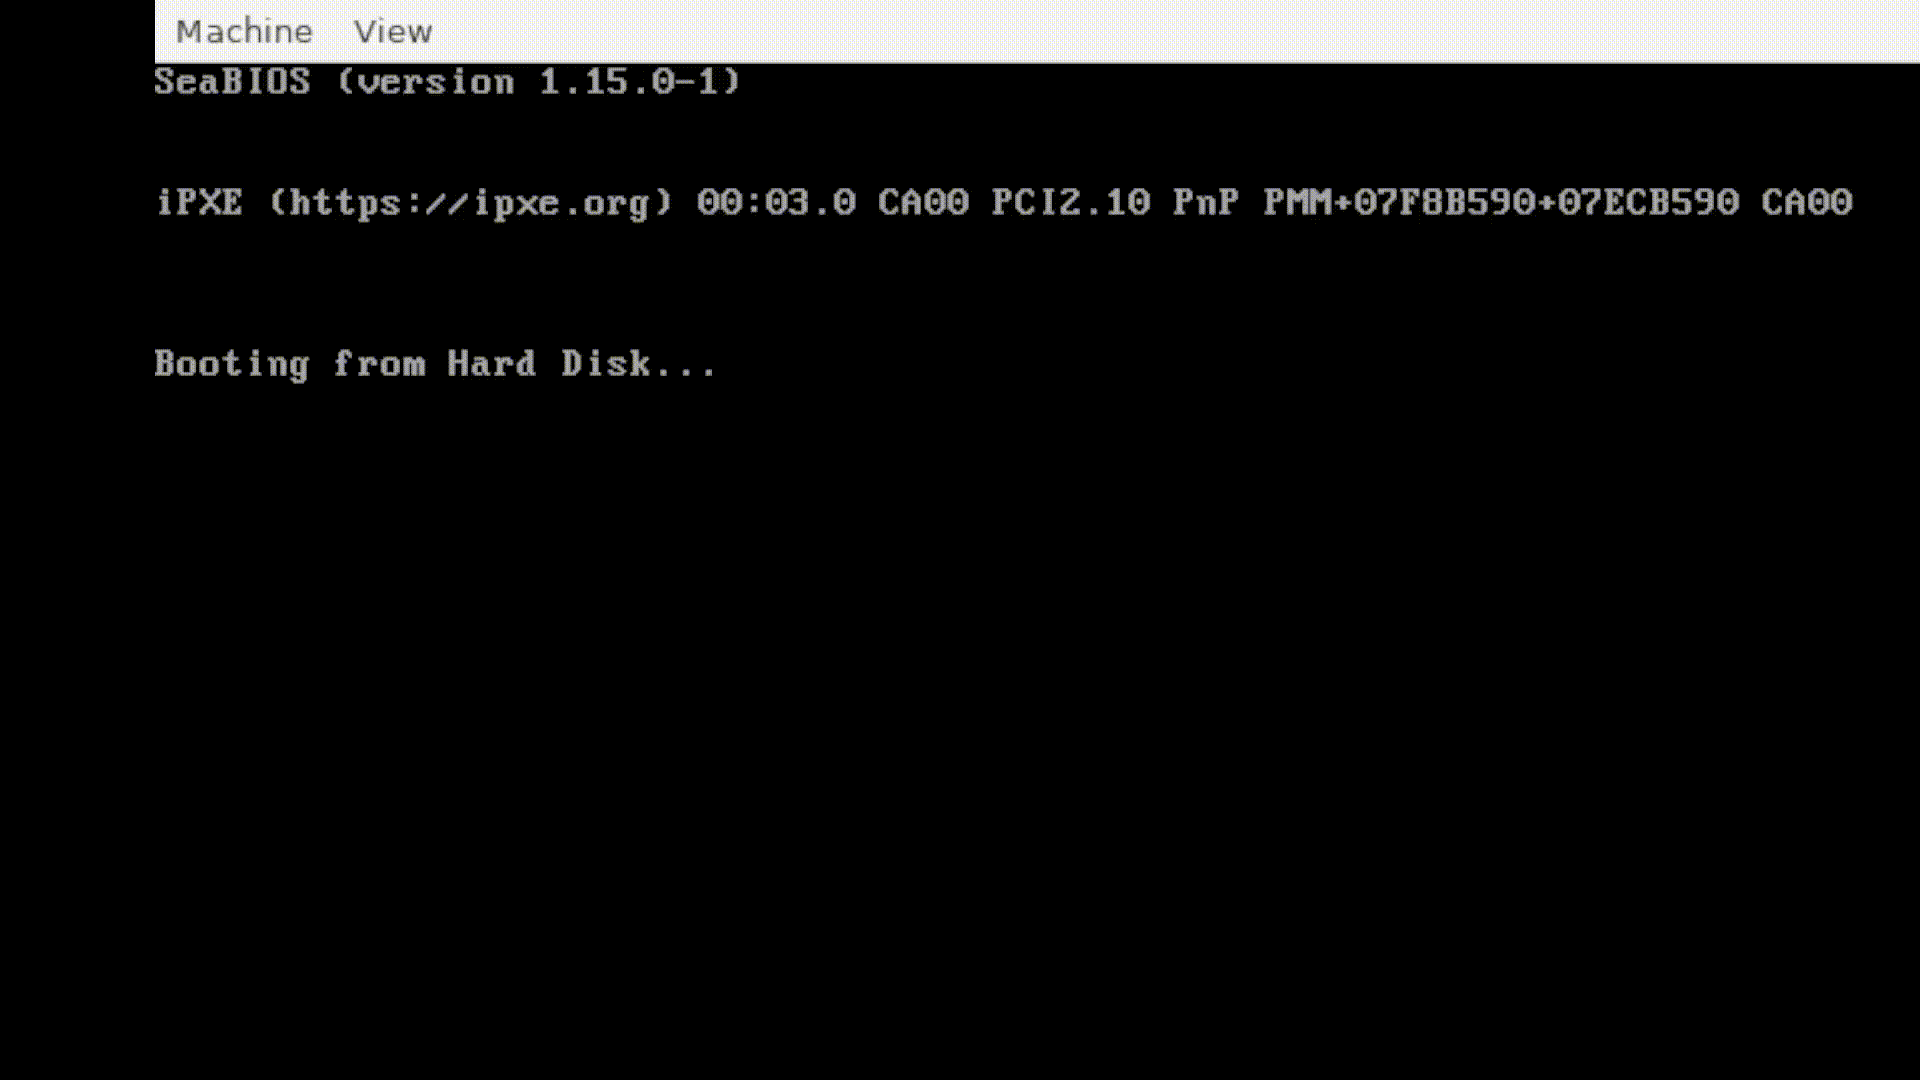 Machine View
SeaBIOS (version 1.15.0-1)
iPXE (https://ipxe.org) 00:03.0 CA00 PCI2.10 PnP PMM+07F8B590+07ECB590 CA00
Booting from Hard Disk...